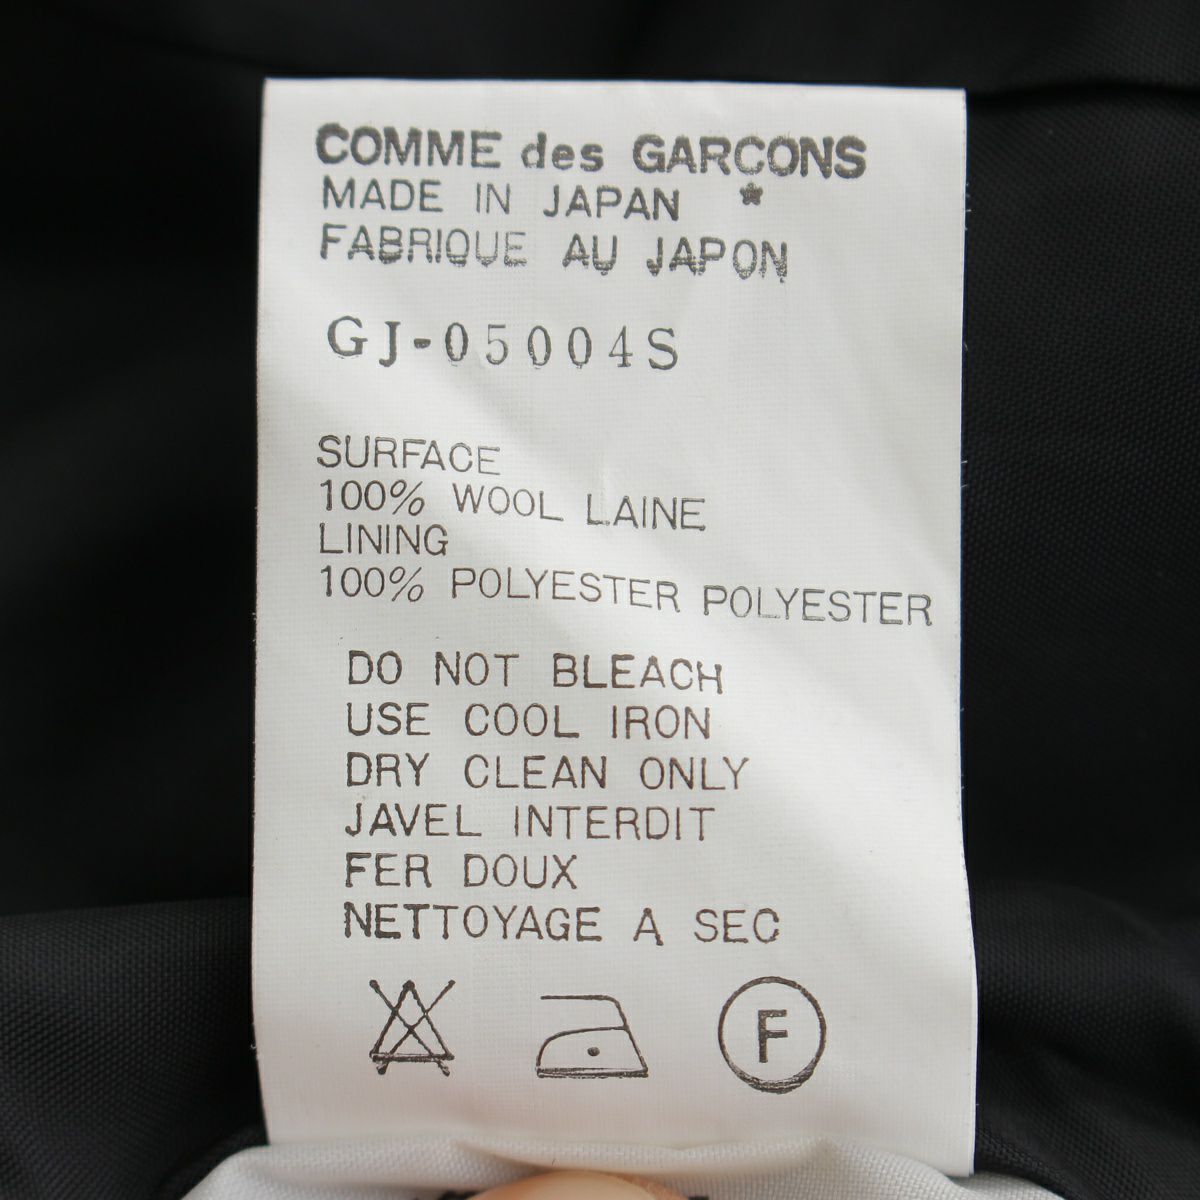 COMME des GARCONS
MADE IN JAPAN
FABRIQUE AU JAPON
GJ-05004S
SURFACE
100% WOOL LAINE
LINING
100% POLYESTER POLYESTER
DO NOT BLEACH
USE COOL IRON
DRY CLEAN ONLY
JAVEL INTERDIT
FER DOUX
NETTOYAGE A SEC
F